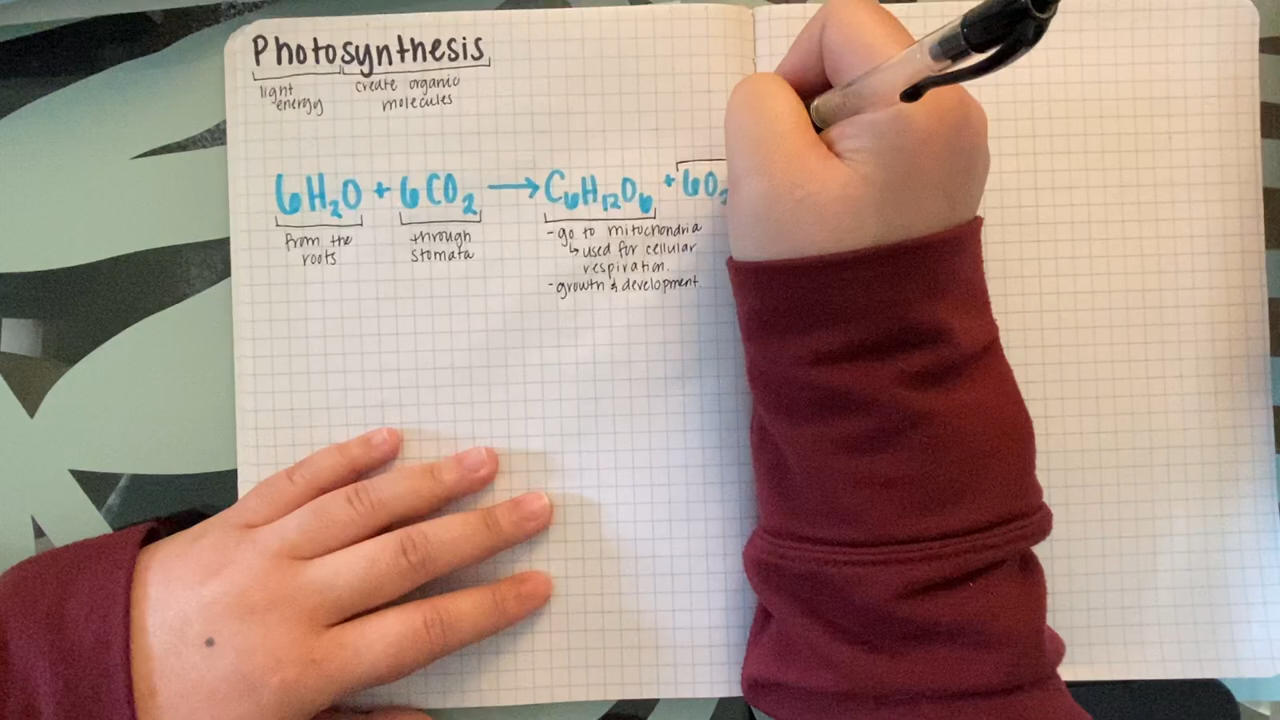 Photosynthesis
light energy
create organic molecules
6H₂O + 6CO₂ → C₆H₁₂O₆ + 6O₂
from the roots
through stomata
- go to mitochondria
↳ used for cellular respiration.
- growth & development.